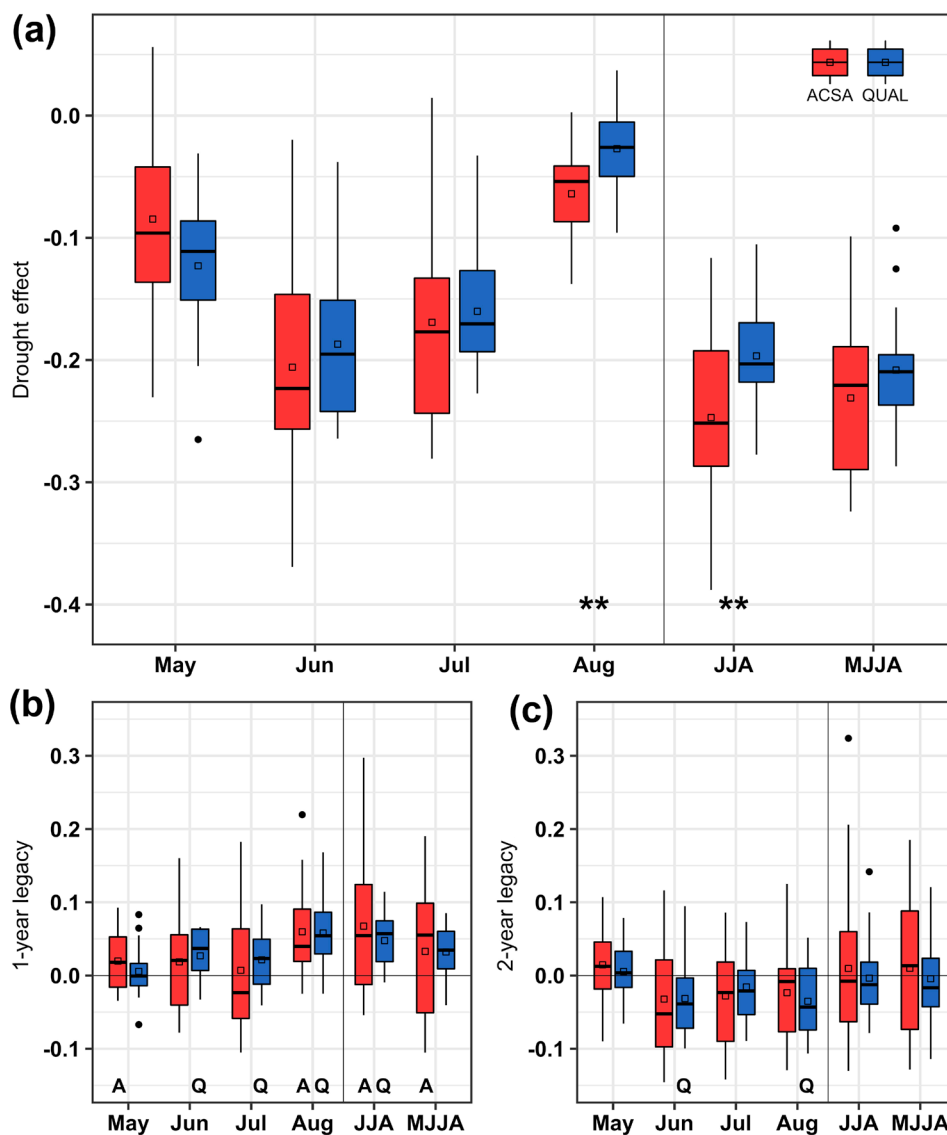 (a)
0.0
-0.1
-0.2
-0.3
-0.4
Drought effect
ACSA QUAL
** **
May Jun Jul Aug JJA MJJA
(b)
0.3
0.2
0.1
0.0
-0.1
1-year legacy
A Q Q A Q A Q A
May Jun Jul Aug JJA MJJA
(c)
0.3
0.2
0.1
0.0
-0.1
2-year legacy
Q Q
May Jun Jul Aug JJA MJJA